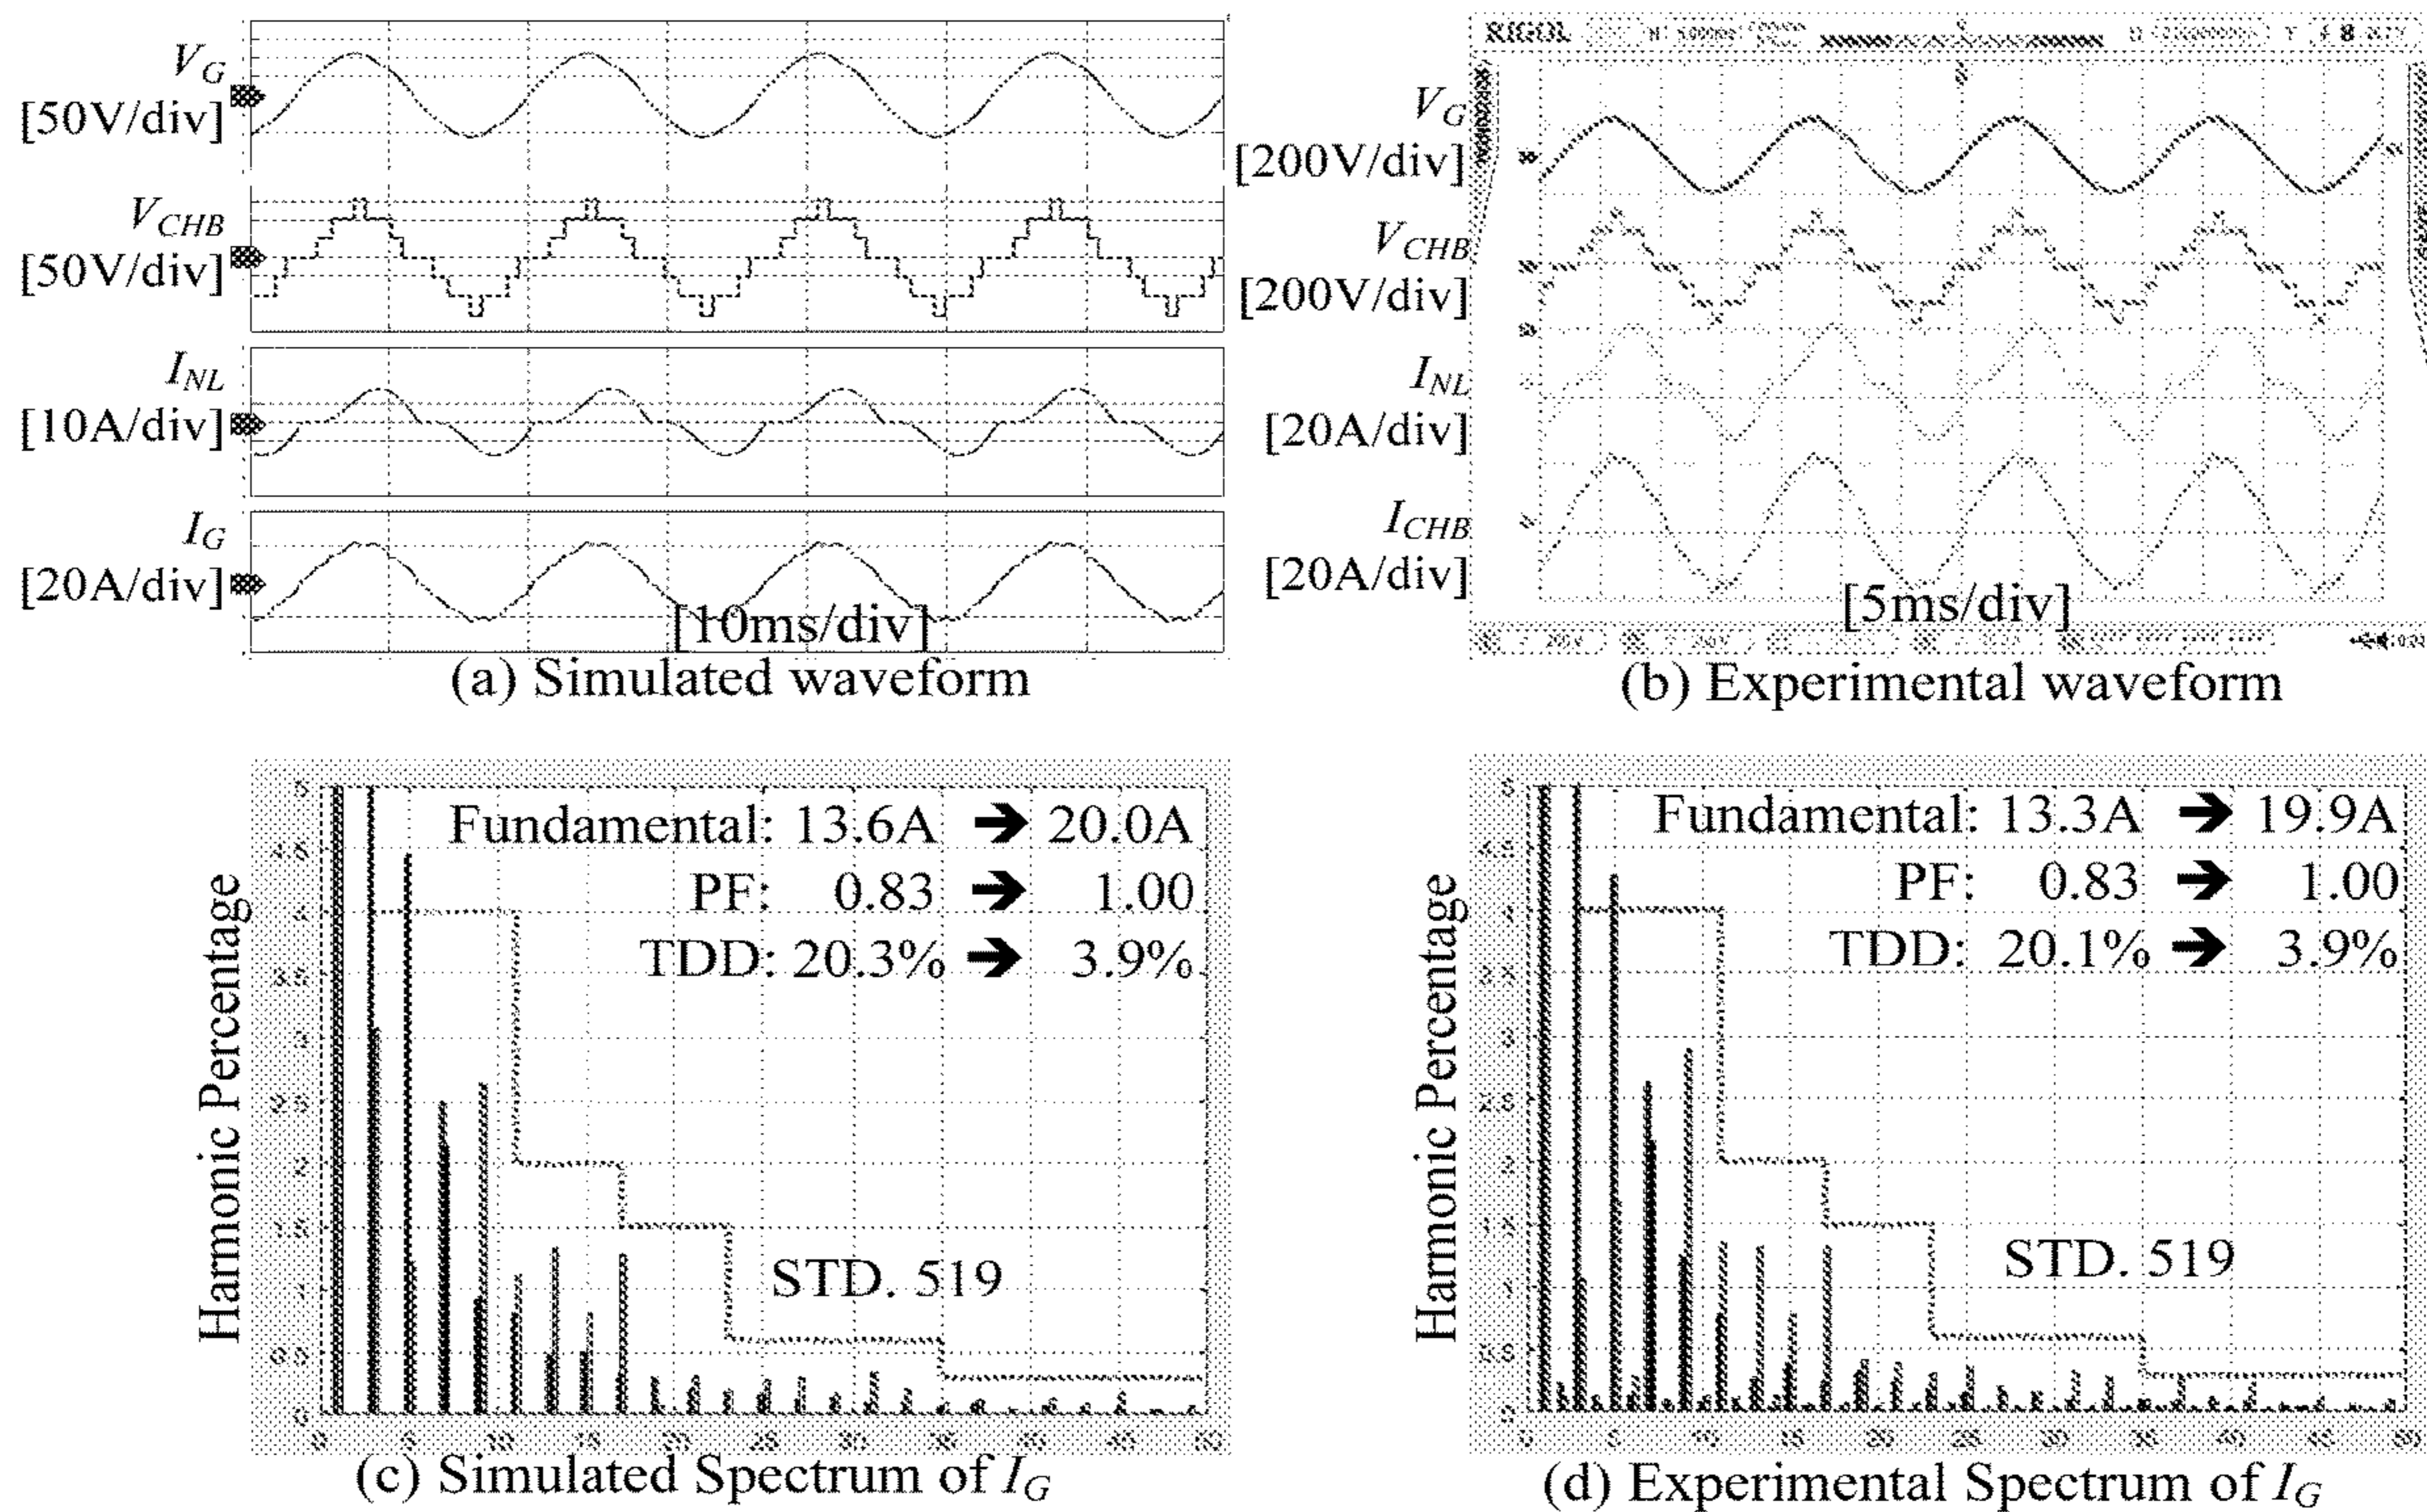 V_G
[50V/div]
V_CHB
[50V/div]
I_NL
[10A/div]
I_G
[20A/div]
[10ms/div]
(a) Simulated waveform
RIGOL
V_G
[200V/div]
V_CHB
[200V/div]
I_NL
[20A/div]
I_CHB
[20A/div]
[5ms/div]
(b) Experimental waveform
Harmonic Percentage
Fundamental: 13.6A ➔ 20.0A
PF: 0.83 ➔ 1.00
TDD: 20.3% ➔ 3.9%
STD. 519
(c) Simulated Spectrum of I_G
Harmonic Percentage
Fundamental: 13.3A ➔ 19.9A
PF: 0.83 ➔ 1.00
TDD: 20.1% ➔ 3.9%
STD. 519
(d) Experimental Spectrum of I_G